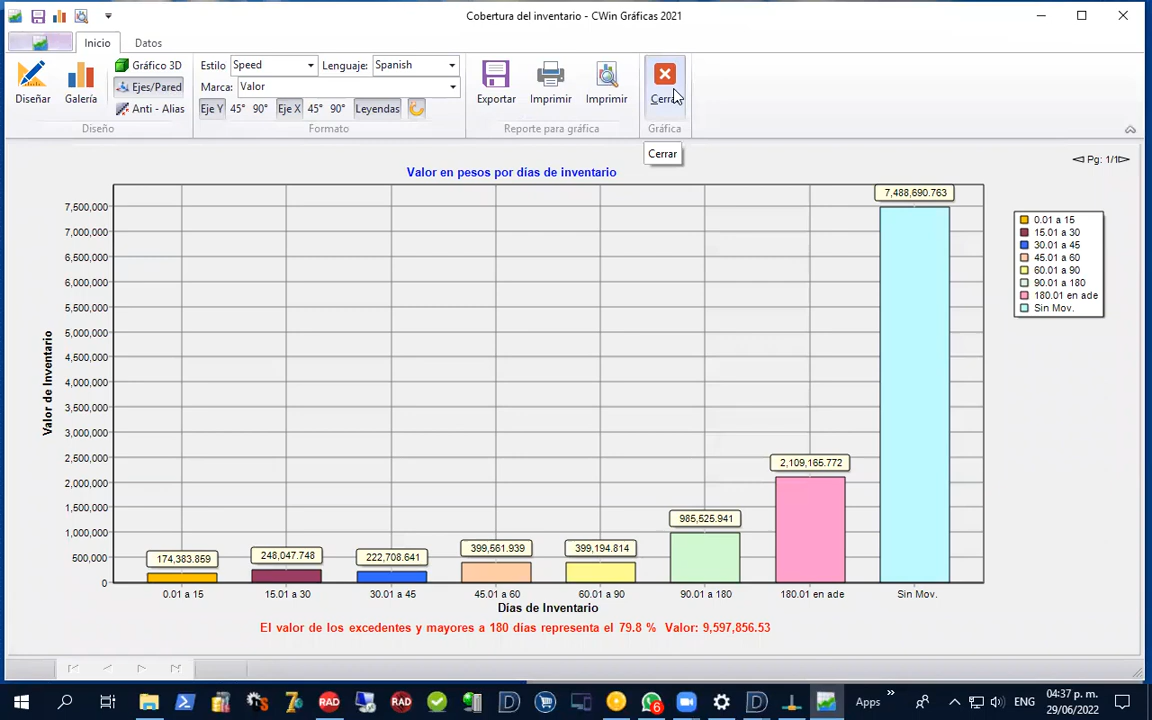 Cobertura del inventario - CWin Gráficas 2021
Inicio
Datos
Diseñar
Galería
Gráfico 3D
Ejes/Pared
Anti - Alias
Diseño
Estilo Speed
Lenguaje: Spanish
Marca: Valor
Eje Y 45° 90° Eje X 45° 90° Leyendas
Formato
Exportar
Imprimir
Imprimir
Reporte para gráfica
Cerrar
Gráfica
Cerrar
Pg: 1/1
Valor en pesos por días de inventario
Valor de Inventario
7,500,000
7,000,000
6,500,000
6,000,000
5,500,000
5,000,000
4,500,000
4,000,000
3,500,000
3,000,000
2,500,000
2,000,000
1,500,000
1,000,000
500,000
0
174,383.859
248,047.748
222,708.641
399,561.939
399,194.814
985,525.941
2,109,165.772
7,488,690.763
0.01 a 15
15.01 a 30
30.01 a 45
45.01 a 60
60.01 a 90
90.01 a 180
180.01 en ade
Sin Mov.
Días de Inventario
El valor de los excedentes y mayores a 180 días representa el 79.8 % Valor: 9,597,856.53
0.01 a 15
15.01 a 30
30.01 a 45
45.01 a 60
60.01 a 90
90.01 a 180
180.01 en ade
Sin Mov.
RAD
RAD
6
Apps
ENG
04:37 p. m.
29/06/2022